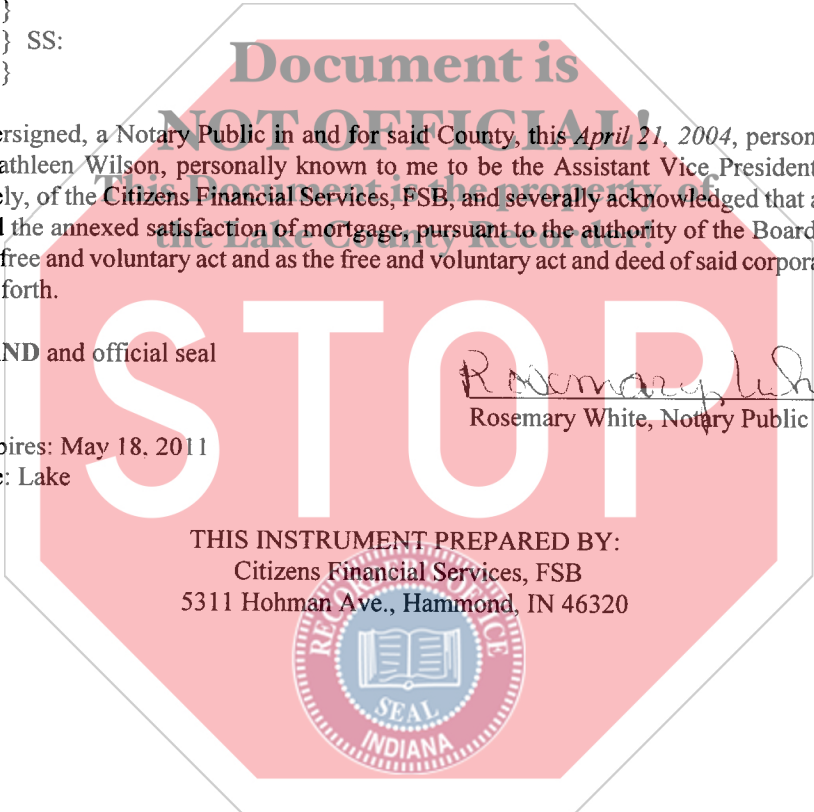 }
} SS:
}
Document is
NOT OFFICIAL!
This Document is the property of
the Lake County Recorder!
ersigned, a Notary Public in and for said County, this April 21, 2004, person
athleen Wilson, personally known to me to be the Assistant Vice President
ely, of the Citizens Financial Services, FSB, and severally acknowledged that a
d the annexed satisfaction of mortgage, pursuant to the authority of the Board
free and voluntary act and as the free and voluntary act and deed of said corpora
forth.
STOP
AND and official seal
Rosemary Wh
Rosemary White, Notary Public
pires: May 18, 2011
e: Lake
THIS INSTRUMENT PREPARED BY:
Citizens Financial Services, FSB
5311 Hohman Ave., Hammond, IN 46320
RECORDER'S OFFICE
SEAL
INDIANA